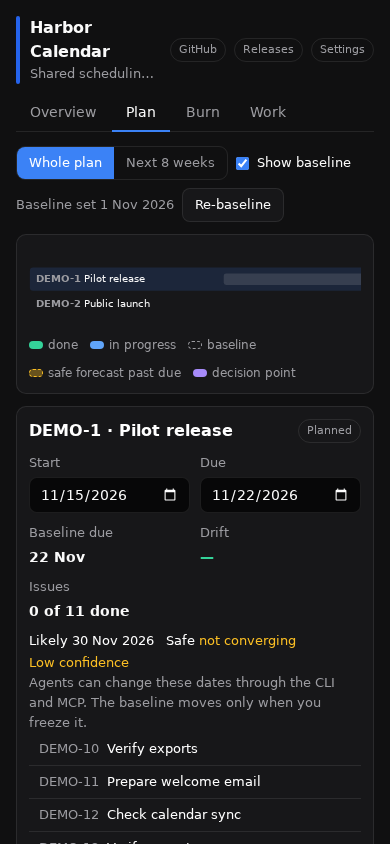 Harbor
Calendar
Shared schedulin…
GitHub
Releases
Settings
Overview
Plan
Burn
Work
Whole plan
Next 8 weeks
Show baseline
Baseline set 1 Nov 2026
Re-baseline
DEMO-1 Pilot release
DEMO-2 Public launch
done
in progress
baseline
safe forecast past due
decision point
DEMO-1 · Pilot release
Planned
Start
Due
11/15/2026
11/22/2026
Baseline due
Drift
22 Nov
—
Issues
0 of 11 done
Likely 30 Nov 2026 Safe not converging
Low confidence
Agents can change these dates through the CLI
and MCP. The baseline moves only when you
freeze it.
DEMO-10 Verify exports
DEMO-11 Prepare welcome email
DEMO-12 Check calendar sync